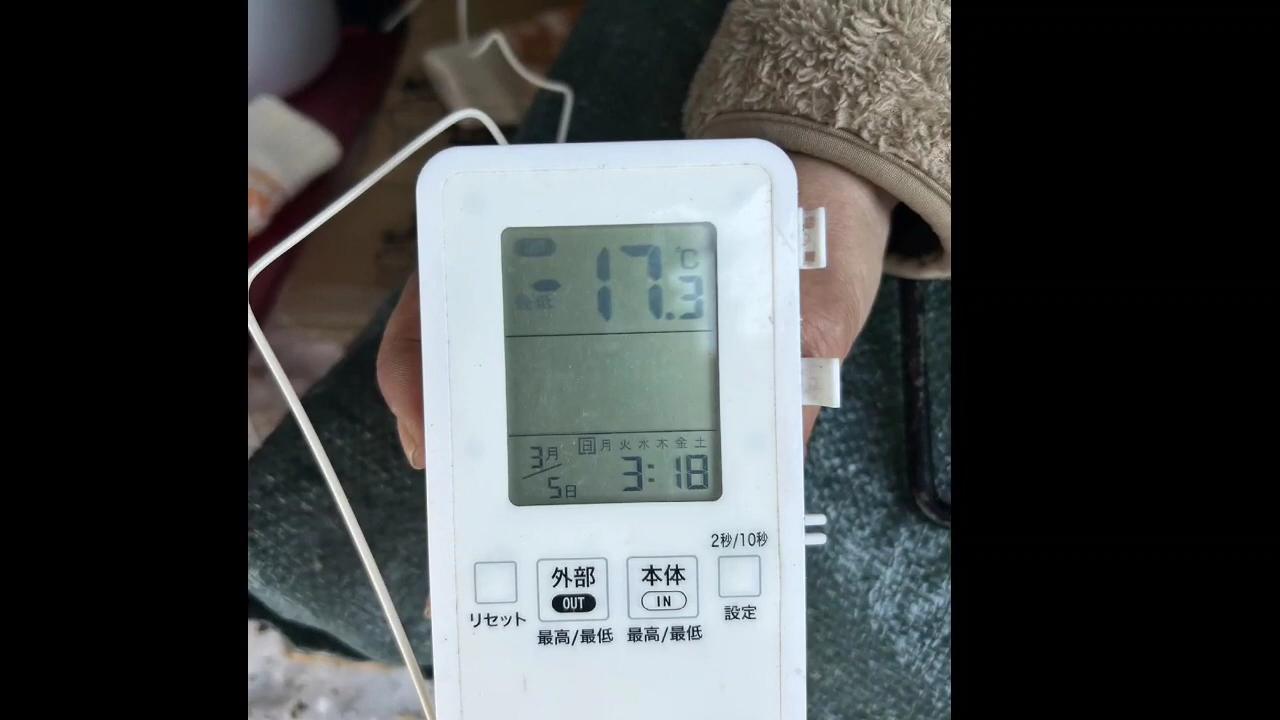 OUT
最低
-17.3 ℃
日 月 火 水 木 金 土
3月/5日 3:18
2秒/10秒
外部 本体
OUT IN
リセット 最高/最低 最高/最低 設定